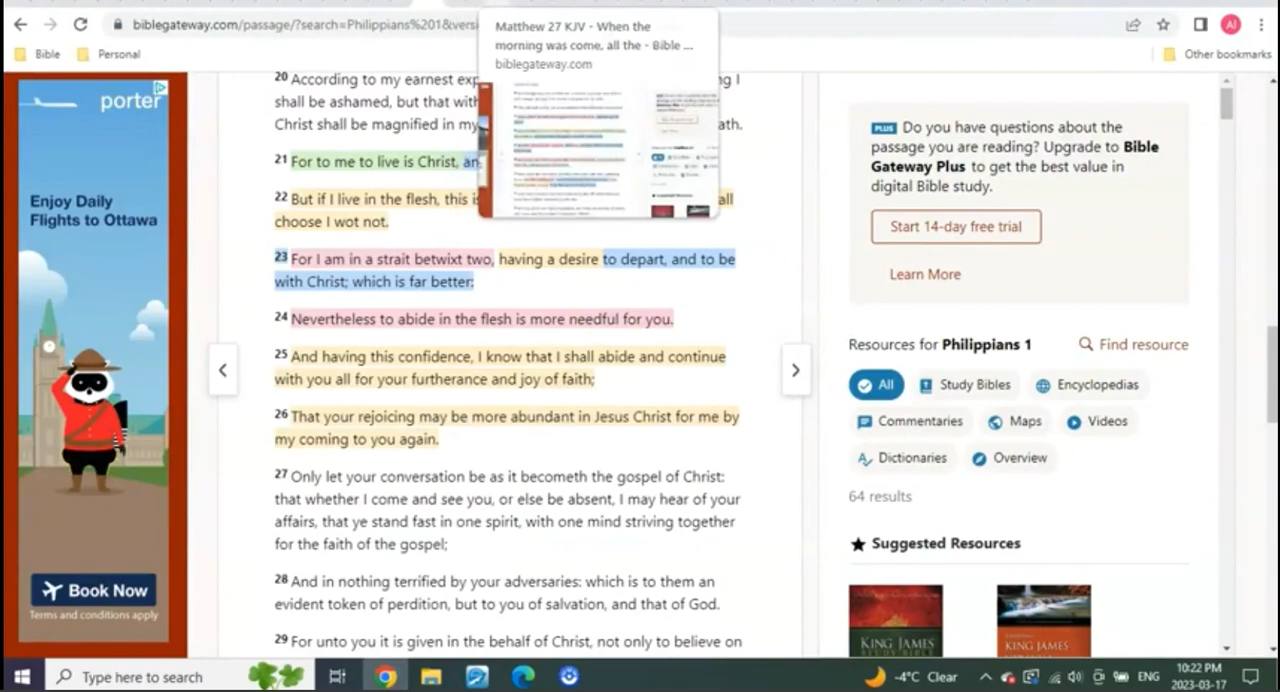 biblegateway.com/passage/?search=Philippians%201&vers
Matthew 27 KJV - When the
morning was come, all the - Bible ...
biblegateway.com
AI
Bible
Personal
Other bookmarks
porter
Enjoy Daily
Flights to Ottawa
Book Now
Terms and conditions apply
20 According to my earnest exp
ng I
shall be ashamed, but that with
Christ shall be magnified in my
ath.
21 For to me to live is Christ, an
22 But if I live in the flesh, this is
all
choose I wot not.
23 For I am in a strait betwixt two, having a desire to depart, and to be
with Christ; which is far better:
24 Nevertheless to abide in the flesh is more needful for you.
25 And having this confidence, I know that I shall abide and continue
with you all for your furtherance and joy of faith;
26 That your rejoicing may be more abundant in Jesus Christ for me by
my coming to you again.
27 Only let your conversation be as it becometh the gospel of Christ:
that whether I come and see you, or else be absent, I may hear of your
affairs, that ye stand fast in one spirit, with one mind striving together
for the faith of the gospel;
28 And in nothing terrified by your adversaries: which is to them an
evident token of perdition, but to you of salvation, and that of God.
29 For unto you it is given in the behalf of Christ, not only to believe on
PLUS Do you have questions about the
passage you are reading? Upgrade to Bible
Gateway Plus to get the best value in
digital Bible study.
Start 14-day free trial
Learn More
Resources for Philippians 1
Find resource
All
Study Bibles
Encyclopedias
Commentaries
Maps
Videos
Dictionaries
Overview
64 results
Suggested Resources
KING JAMES
KING JAMES
Type here to search
-4°C Clear
ENG
10:22 PM
2023-03-17